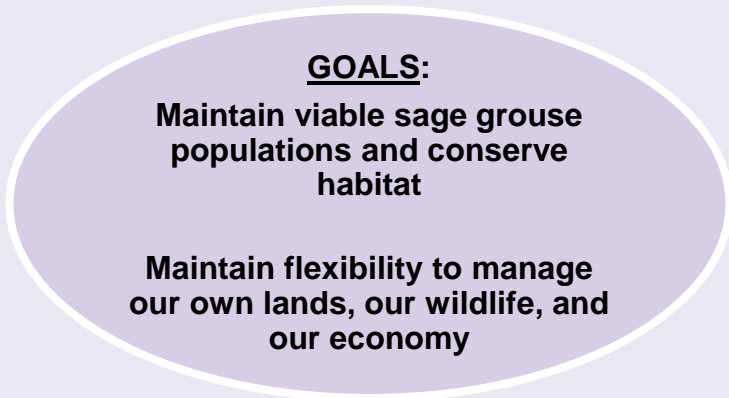 GOALS:
Maintain viable sage grouse
populations and conserve
habitat
Maintain flexibility to manage
our own lands, our wildlife, and
our economy